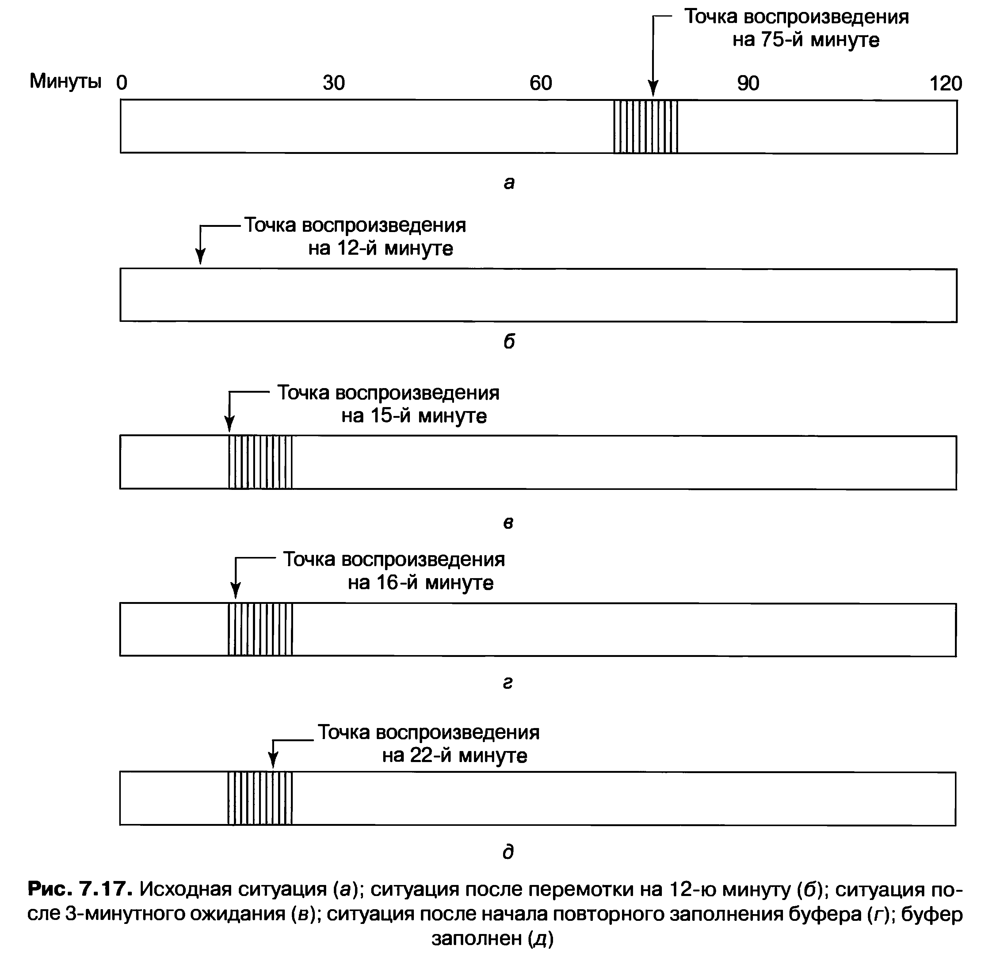 Точка воспроизведения
на 75-й минуте
Минуты 0 30 60 90 120
а
Точка воспроизведения
на 12-й минуте
б
Точка воспроизведения
на 15-й минуте
в
Точка воспроизведения
на 16-й минуте
г
Точка воспроизведения
на 22-й минуте
д
Рис. 7.17. Исходная ситуация (а); ситуация после перемотки на 12-ю минуту (б); ситуация по-
сле 3-минутного ожидания (в); ситуация после начала повторного заполнения буфера (г); буфер
заполнен (д)